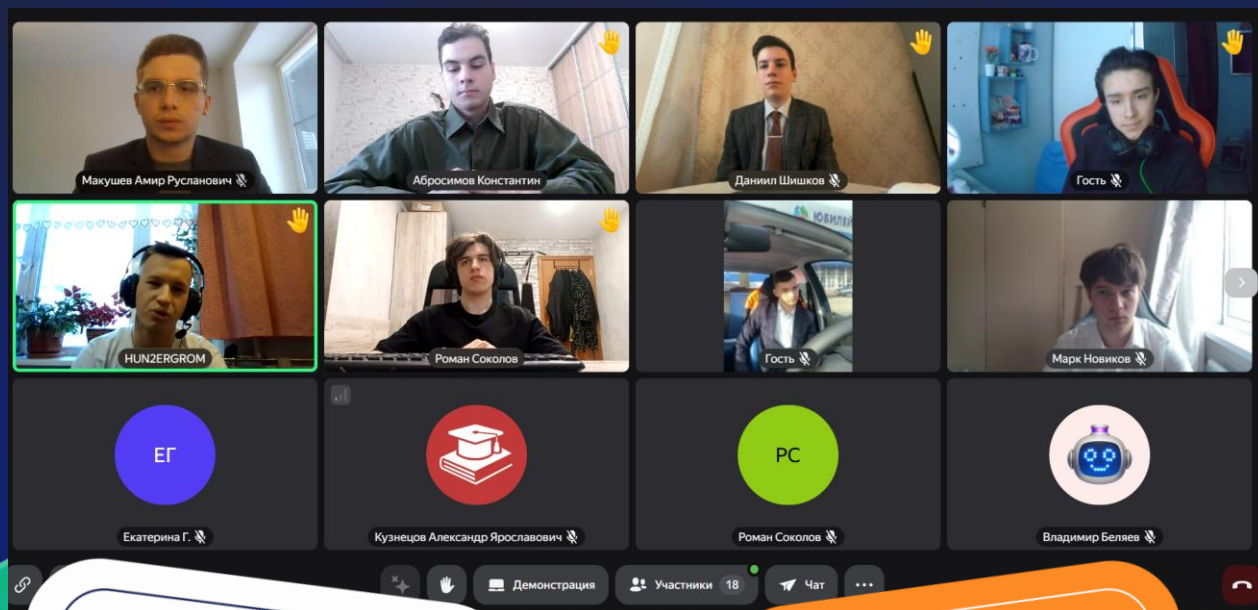 Макушев Амир Русланович
Абросимов Константин
Даниил Шишков
Гость
HUN2ERGROM
Роман Соколов
ЮБИЛЕЙ
Гость
Марк Новиков
ЕГ
Екатерина Г.
Кузнецов Александр Ярославович
РС
Роман Соколов
Владимир Беляев
Демонстрация
Участники 18
Чат